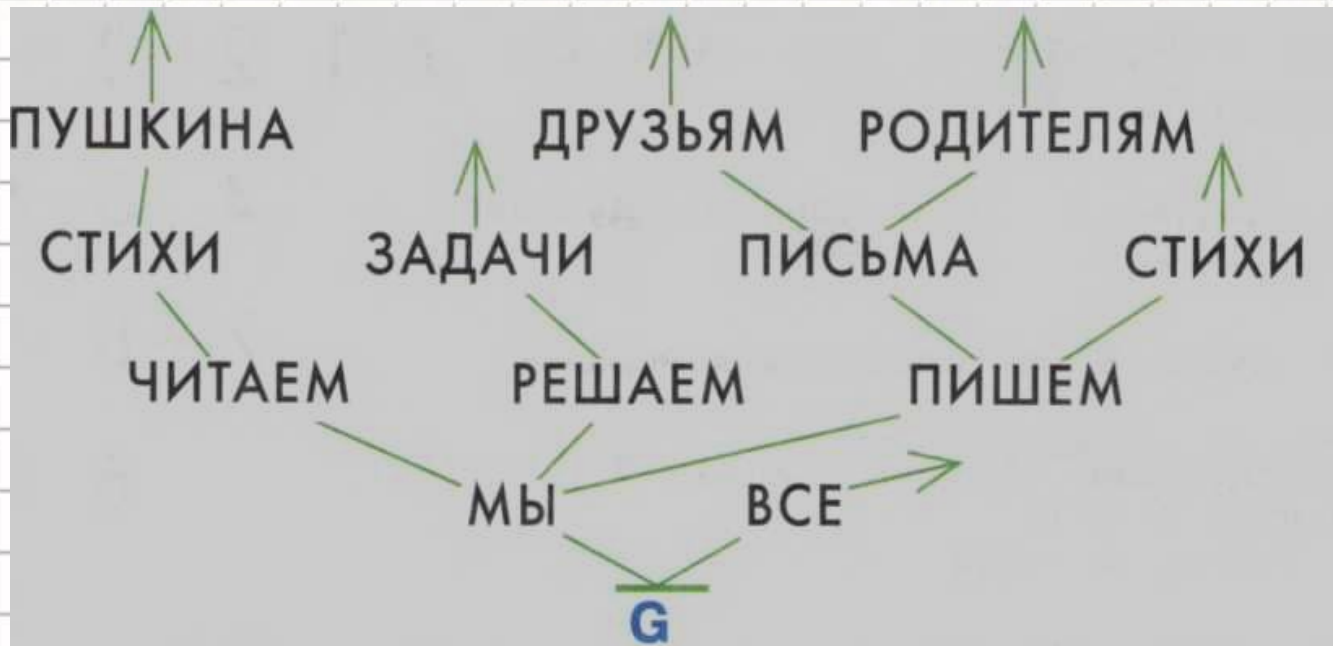 ПУШКИНА ДРУЗЬЯМ РОДИТЕЛЯМ
СТИХИ ЗАДАЧИ ПИСЬМА СТИХИ
ЧИТАЕМ РЕШАЕМ ПИШЕМ
МЫ ВСЕ
G